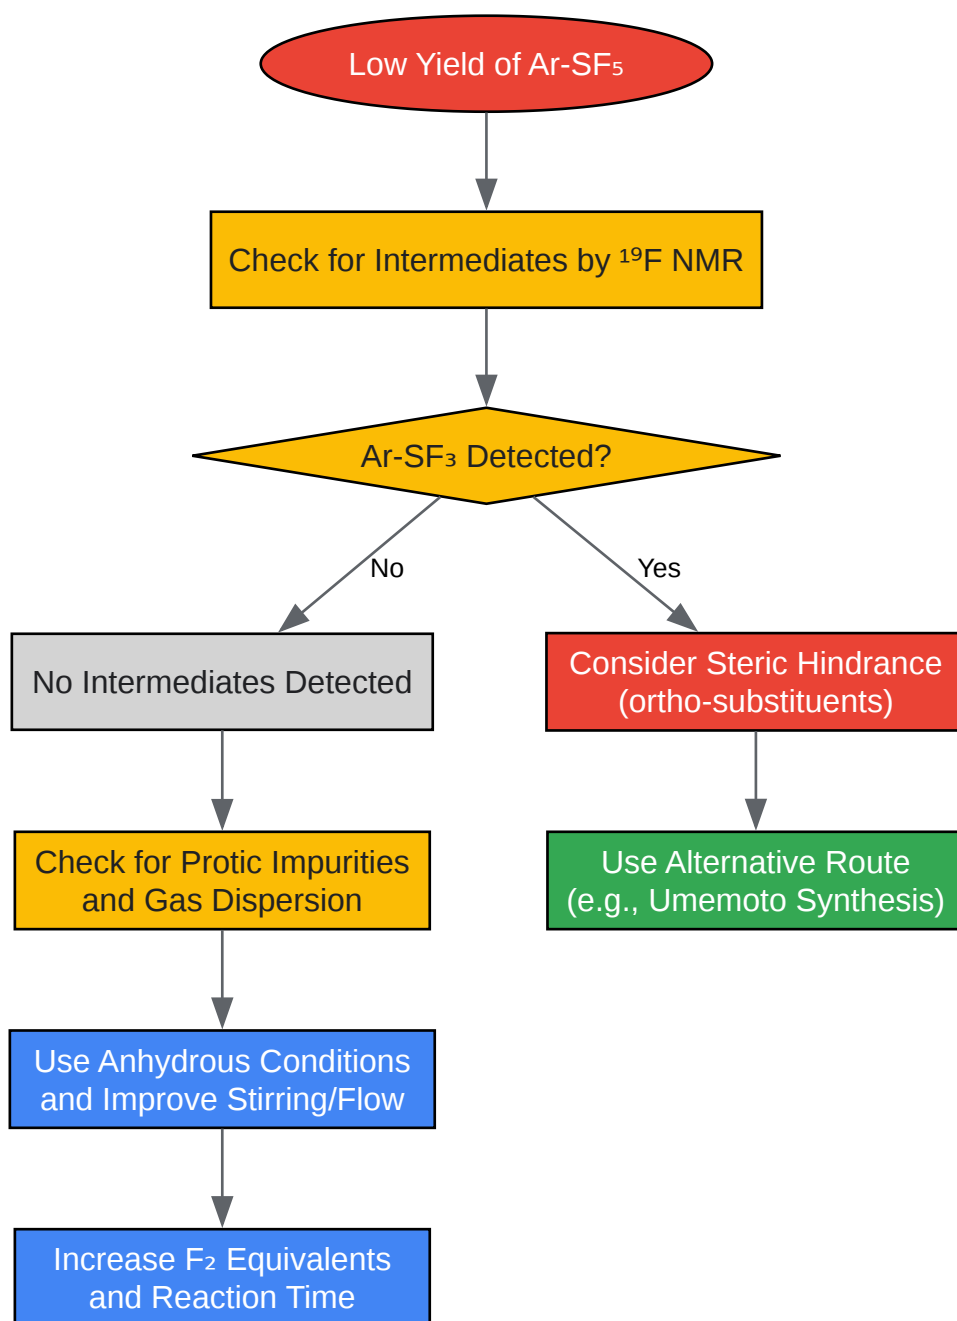 Low Yield of Ar-SF₅
Check for Intermediates by ¹⁹F NMR
Ar-SF₃ Detected?
No
Yes
No Intermediates Detected
Consider Steric Hindrance
(ortho-substituents)
Check for Protic Impurities
and Gas Dispersion
Use Alternative Route
(e.g., Umemoto Synthesis)
Use Anhydrous Conditions
and Improve Stirring/Flow
Increase F₂ Equivalents
and Reaction Time